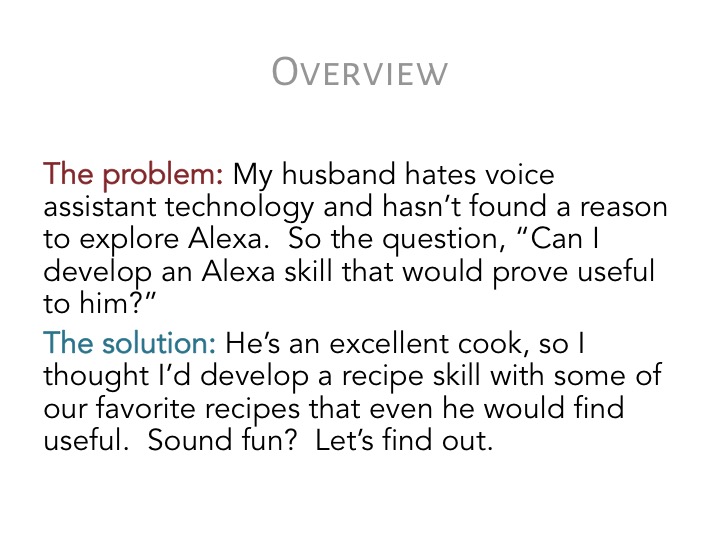 Overview
The problem: My husband hates voice
assistant technology and hasn’t found a reason
to explore Alexa.  So the question, “Can I
develop an Alexa skill that would prove useful
to him?”
The solution: He’s an excellent cook, so I
thought I’d develop a recipe skill with some of
our favorite recipes that even he would find
useful.  Sound fun?  Let’s find out.